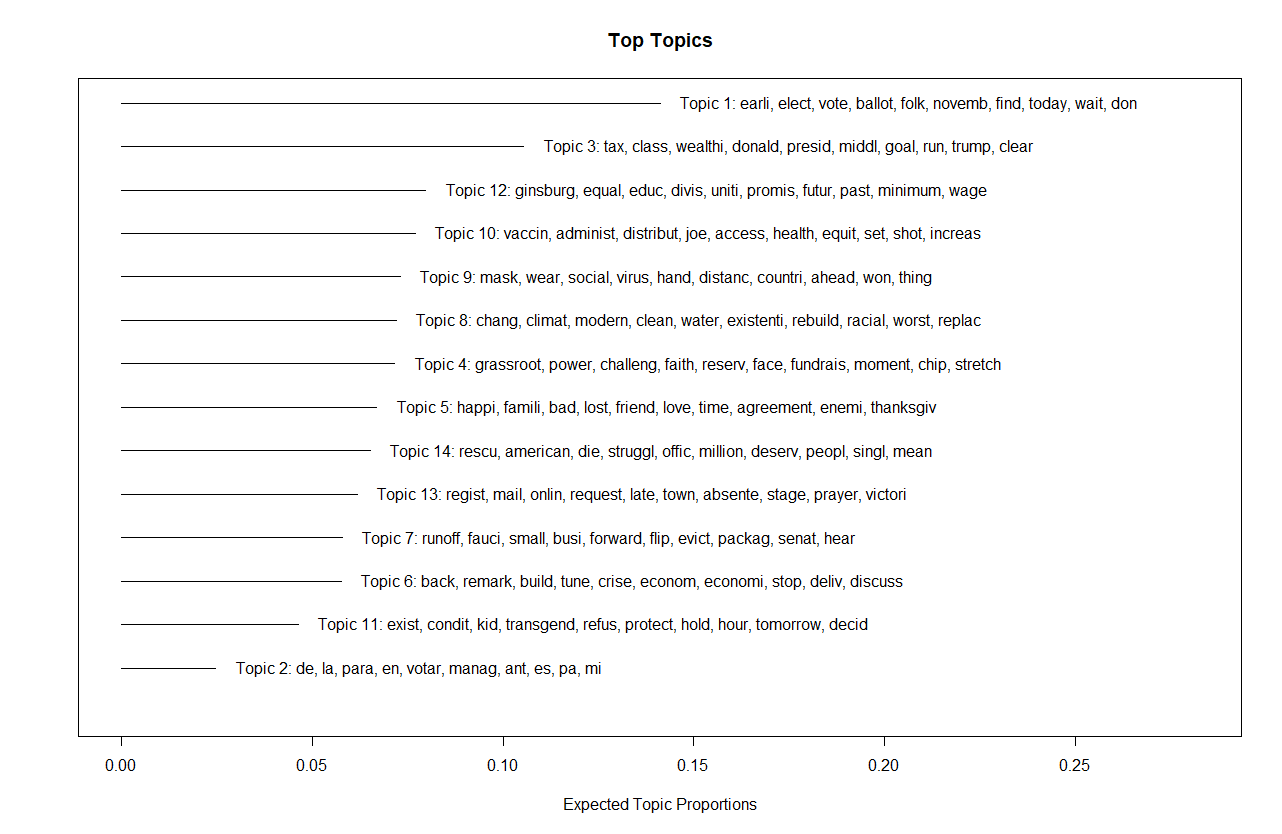 Top Topics
Topic 1: earli, elect, vote, ballot, folk, novemb, find, today, wait, don
Topic 3: tax, class, wealthi, donald, presid, middl, goal, run, trump, clear
Topic 12: ginsburg, equal, educ, divis, uniti, promis, futur, past, minimum, wage
Topic 10: vaccin, administ, distribut, joe, access, health, equit, set, shot, increas
Topic 9: mask, wear, social, virus, hand, distanc, countri, ahead, won, thing
Topic 8: chang, climat, modern, clean, water, existenti, rebuild, racial, worst, replac
Topic 4: grassroot, power, challeng, faith, reserv, face, fundrais, moment, chip, stretch
Topic 5: happi, famili, bad, lost, friend, love, time, agreement, enemi, thanksgiv
Topic 14: rescu, american, die, struggl, offic, million, deserv, peopl, singl, mean
Topic 13: regist, mail, onlin, request, late, town, absente, stage, prayer, victori
Topic 7: runoff, fauci, small, busi, forward, flip, evict, packag, senat, hear
Topic 6: back, remark, build, tune, crise, econom, economi, stop, deliv, discuss
Topic 11: exist, condit, kid, transgend, refus, protect, hold, hour, tomorrow, decid
Topic 2: de, la, para, en, votar, manag, ant, es, pa, mi
0.00 0.05 0.10 0.15 0.20 0.25
Expected Topic Proportions